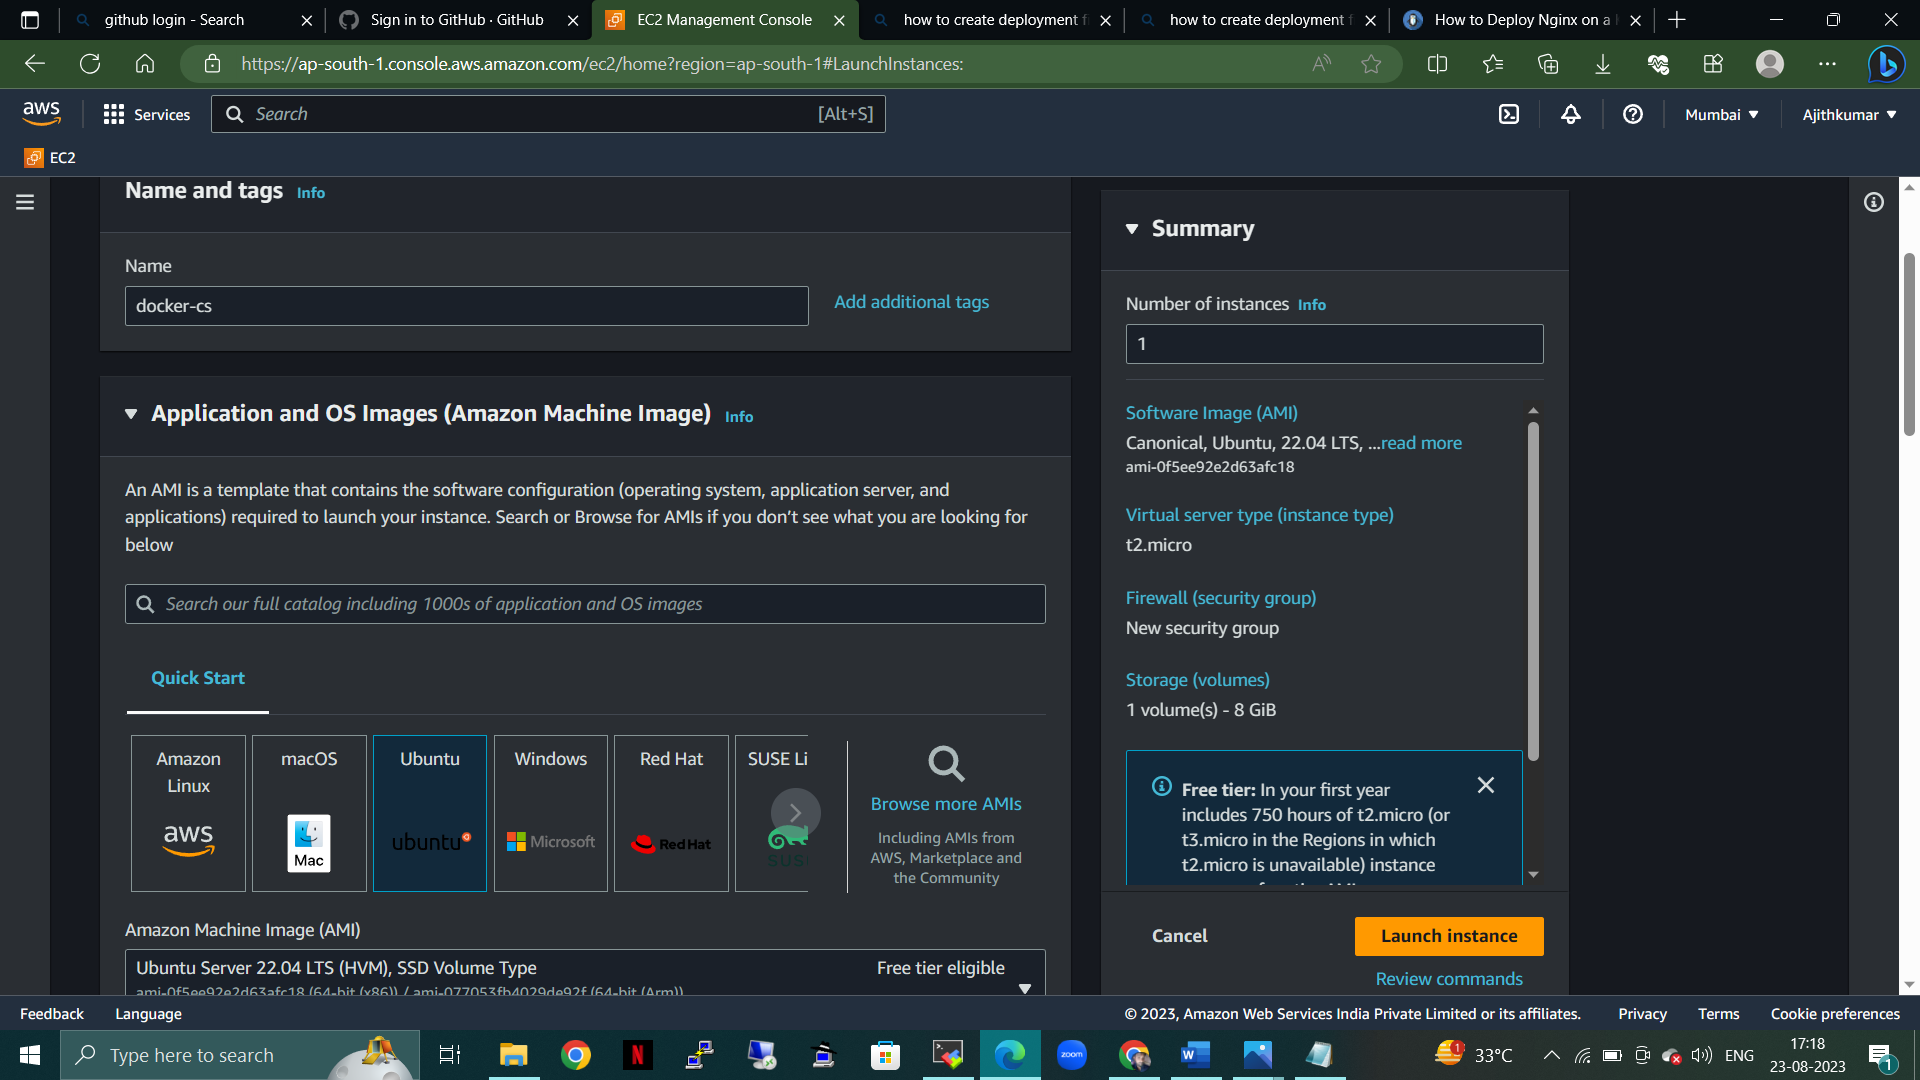 github login - Search
Sign in to GitHub · GitHub
EC2 Management Console
how to create deployment f
how to create deployment f
How to Deploy Nginx on a
https://ap-south-1.console.aws.amazon.com/ec2/home?region=ap-south-1#LaunchInstances:
aws
Services
Search
[Alt+S]
Mumbai
Ajithkumar
EC2
Name and tags Info
Name
docker-cs
Add additional tags
Application and OS Images (Amazon Machine Image) Info
An AMI is a template that contains the software configuration (operating system, application server, and
applications) required to launch your instance. Search or Browse for AMIs if you don’t see what you are looking for
below
Search our full catalog including 1000s of application and OS images
Quick Start
Amazon
Linux
aws
macOS
Mac
Ubuntu
ubuntu
Windows
Microsoft
Red Hat
RedHat
SUSE Li
SUS
Browse more AMIs
Including AMIs from
AWS, Marketplace and
the Community
Amazon Machine Image (AMI)
Ubuntu Server 22.04 LTS (HVM), SSD Volume Type
Free tier eligible
ami-0f5ee92e2d63afc18 (64-bit (x86)) / ami-077053fb4029de92f (64-bit (Arm))
Summary
Number of instances Info
1
Software Image (AMI)
Canonical, Ubuntu, 22.04 LTS, ...read more
ami-0f5ee92e2d63afc18
Virtual server type (instance type)
t2.micro
Firewall (security group)
New security group
Storage (volumes)
1 volume(s) - 8 GiB
Free tier: In your first year
includes 750 hours of t2.micro (or
t3.micro in the Regions in which
t2.micro is unavailable) instance
Cancel
Launch instance
Review commands
Feedback
Language
© 2023, Amazon Web Services India Private Limited or its affiliates.
Privacy
Terms
Cookie preferences
Type here to search
zoom
1
33°C
ENG
17:18
23-08-2023
1